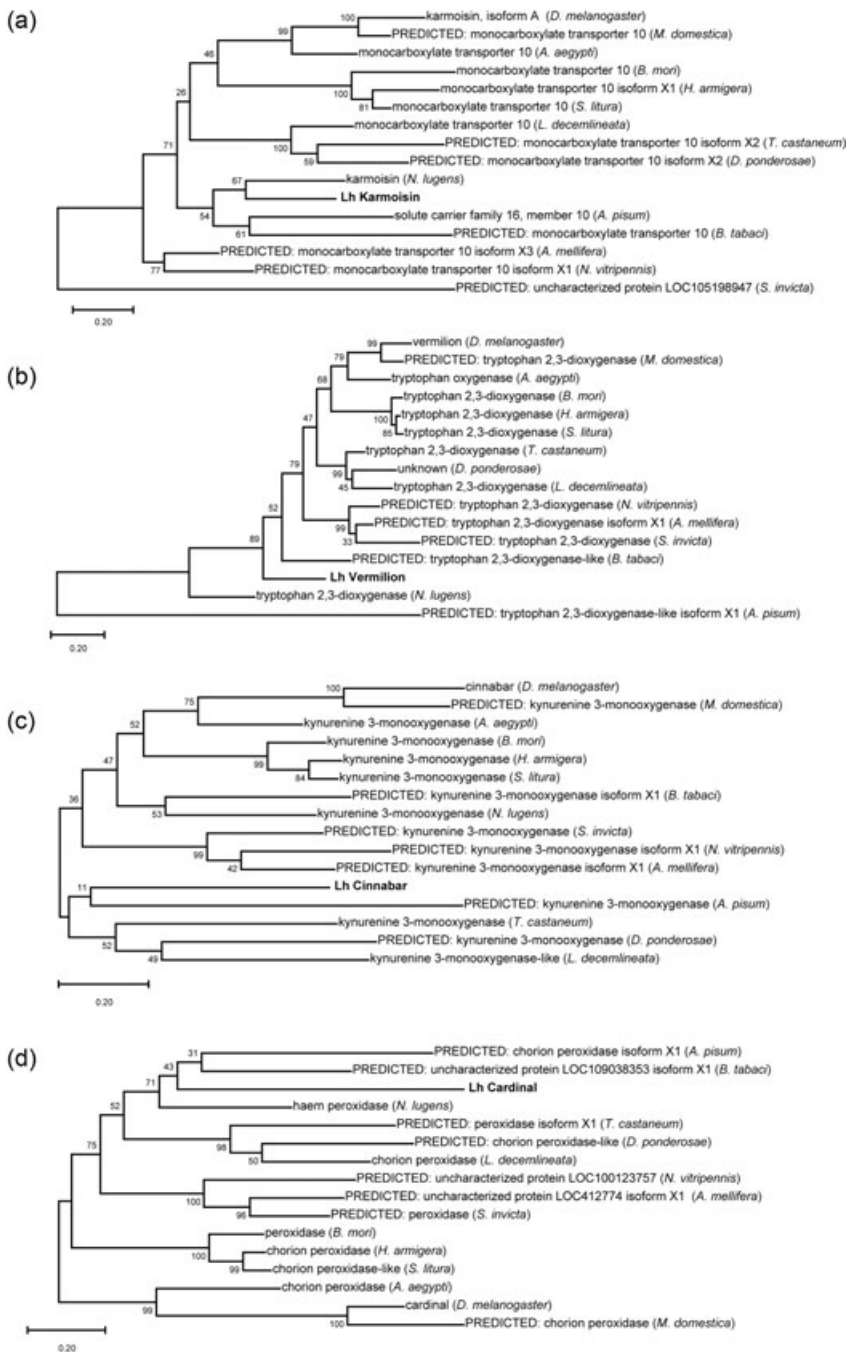 (a)
100
karmoisin, isoform A (D. melanogaster)
99
PREDICTED: monocarboxylate transporter 10 (M. domestica)
46
monocarboxylate transporter 10 (A. aegypti)
monocarboxylate transporter 10 (B. mori)
26
100
monocarboxylate transporter 10 isoform X1 (H. armigera)
81
monocarboxylate transporter 10 (S. litura)
monocarboxylate transporter 10 (L. decemlineata)
71
100
PREDICTED: monocarboxylate transporter 10 isoform X2 (T. castaneum)
59
PREDICTED: monocarboxylate transporter 10 isoform X2 (D. ponderosae)
67
karmoisin (N. lugens)
Lh Karmoisin
54
solute carrier family 16, member 10 (A. pisum)
61
PREDICTED: monocarboxylate transporter 10 (B. tabaci)
PREDICTED: monocarboxylate transporter 10 isoform X3 (A. mellifera)
77
PREDICTED: monocarboxylate transporter 10 isoform X1 (N. vitripennis)
PREDICTED: uncharacterized protein LOC105198947 (S. invicta)
0.20
(b)
99
vermilion (D. melanogaster)
79
PREDICTED: tryptophan 2,3-dioxygenase (M. domestica)
68
tryptophan oxygenase (A. aegypti)
tryptophan 2,3-dioxygenase (B. mori)
47
100
tryptophan 2,3-dioxygenase (H. armigera)
85
tryptophan 2,3-dioxygenase (S. litura)
79
tryptophan 2,3-dioxygenase (T. castaneum)
99
unknown (D. ponderosae)
45
tryptophan 2,3-dioxygenase (L. decemlineata)
52
PREDICTED: tryptophan 2,3-dioxygenase (N. vitripennis)
99
PREDICTED: tryptophan 2,3-dioxygenase isoform X1 (A. mellifera)
33
PREDICTED: tryptophan 2,3-dioxygenase (S. invicta)
89
PREDICTED: tryptophan 2,3-dioxygenase-like (B. tabaci)
Lh Vermilion
tryptophan 2,3-dioxygenase (N. lugens)
PREDICTED: tryptophan 2,3-dioxygenase-like isoform X1 (A. pisum)
0.20
(c)
100
cinnabar (D. melanogaster)
75
PREDICTED: kynurenine 3-monooxygenase (M. domestica)
52
kynurenine 3-monooxygenase (A. aegypti)
kynurenine 3-monooxygenase (B. mori)
47
99
kynurenine 3-monooxygenase (H. armigera)
84
kynurenine 3-monooxygenase (S. litura)
36
PREDICTED: kynurenine 3-monooxygenase isoform X1 (B. tabaci)
53
kynurenine 3-monooxygenase (N. lugens)
PREDICTED: kynurenine 3-monooxygenase (S. invicta)
99
PREDICTED: kynurenine 3-monooxygenase isoform X1 (N. vitripennis)
42
PREDICTED: kynurenine 3-monooxygenase isoform X1 (A. mellifera)
11
Lh Cinnabar
PREDICTED: kynurenine 3-monooxygenase (A. pisum)
kynurenine 3-monooxygenase (T. castaneum)
52
PREDICTED: kynurenine 3-monooxygenase (D. ponderosae)
49
kynurenine 3-monooxygenase-like (L. decemlineata)
0.20
(d)
31
PREDICTED: chorion peroxidase isoform X1 (A. pisum)
43
PREDICTED: uncharacterized protein LOC109038353 isoform X1 (B. tabaci)
71
Lh Cardinal
52
haem peroxidase (N. lugens)
PREDICTED: peroxidase isoform X1 (T. castaneum)
75
98
PREDICTED: chorion peroxidase-like (D. ponderosae)
50
chorion peroxidase (L. decemlineata)
PREDICTED: uncharacterized protein LOC100123757 (N. vitripennis)
100
PREDICTED: uncharacterized protein LOC412774 isoform X1 (A. mellifera)
96
PREDICTED: peroxidase (S. invicta)
peroxidase (B. mori)
100
chorion peroxidase (H. armigera)
99
chorion peroxidase-like (S. litura)
chorion peroxidase (A. aegypti)
99
cardinal (D. melanogaster)
100
PREDICTED: chorion peroxidase (M. domestica)
0.20